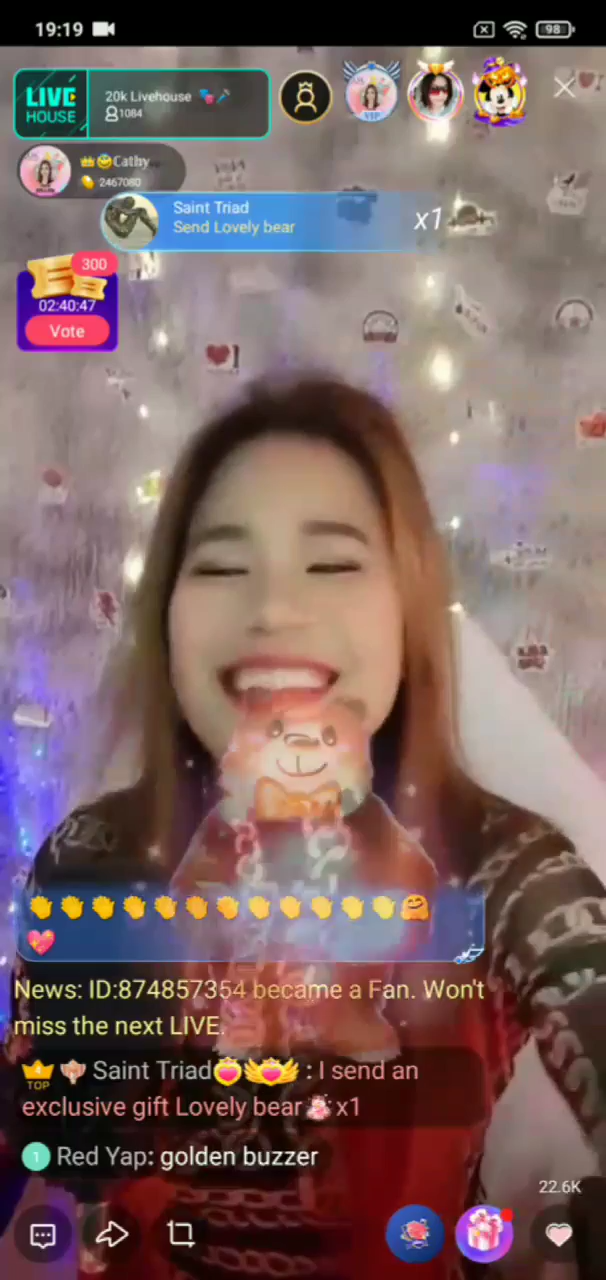 19:19
98
LIVE
HOUSE
20k Livehouse
1084
VIP
Cathy
2467080
Saint Triad
Send Lovely bear
x1
300
02:40:47
Vote
👏👏👏👏👏👏👏👏👏👏👏👏🤗
💖
News: ID:874857354 became a Fan. Won't
miss the next LIVE.
TOP Saint Triad : I send an
exclusive gift Lovely bear x1
1 Red Yap: golden buzzer
22.6K